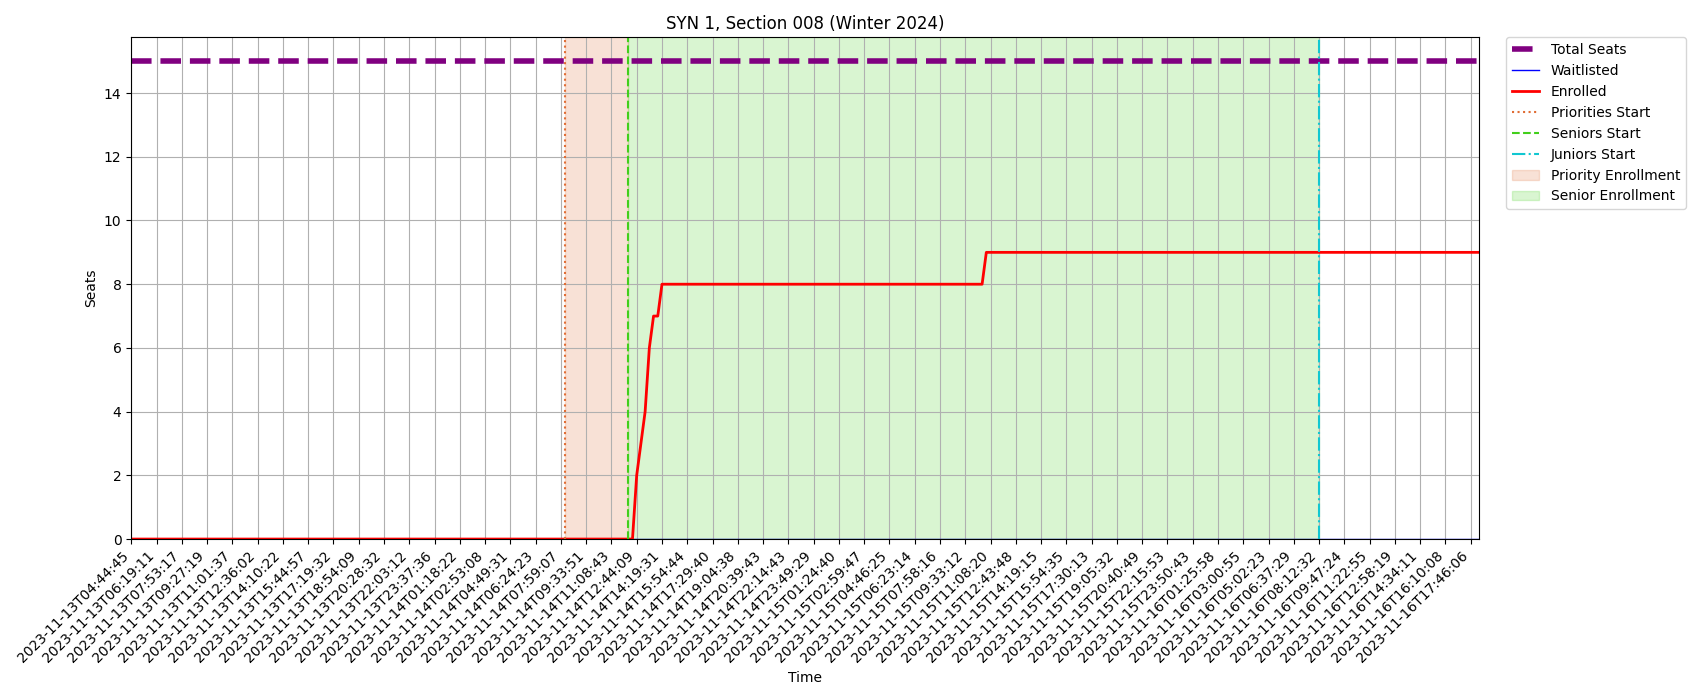 SYN 1, Section 008 (Winter 2024)
Total Seats
Waitlisted
Enrolled
Priorities Start
Seniors Start
Juniors Start
Priority Enrollment
Senior Enrollment
Seats
14
12
10
8
6
4
2
0
2023-11-13T04:44:45
2023-11-13T06:19:11
2023-11-13T07:53:17
2023-11-13T09:27:19
2023-11-13T11:01:37
2023-11-13T12:36:02
2023-11-13T14:10:22
2023-11-13T15:44:57
2023-11-13T17:19:32
2023-11-13T18:54:09
2023-11-13T20:28:32
2023-11-13T22:03:12
2023-11-13T23:37:36
2023-11-14T01:18:22
2023-11-14T02:53:08
2023-11-14T04:49:31
2023-11-14T06:24:23
2023-11-14T07:59:07
2023-11-14T09:33:51
2023-11-14T11:08:43
2023-11-14T12:44:09
2023-11-14T14:19:31
2023-11-14T15:54:44
2023-11-14T17:29:40
2023-11-14T19:04:38
2023-11-14T20:39:43
2023-11-14T22:14:43
2023-11-14T23:49:29
2023-11-15T01:24:40
2023-11-15T02:59:47
2023-11-15T04:46:25
2023-11-15T06:23:14
2023-11-15T07:58:16
2023-11-15T09:33:12
2023-11-15T11:08:20
2023-11-15T12:43:48
2023-11-15T14:19:15
2023-11-15T15:54:35
2023-11-15T17:30:13
2023-11-15T19:05:32
2023-11-15T20:40:49
2023-11-15T22:15:53
2023-11-15T23:50:43
2023-11-16T01:25:58
2023-11-16T03:00:55
2023-11-16T05:02:23
2023-11-16T06:37:29
2023-11-16T08:12:32
2023-11-16T09:47:24
2023-11-16T11:22:55
2023-11-16T12:58:19
2023-11-16T14:34:11
2023-11-16T16:10:08
2023-11-16T17:46:06
Time